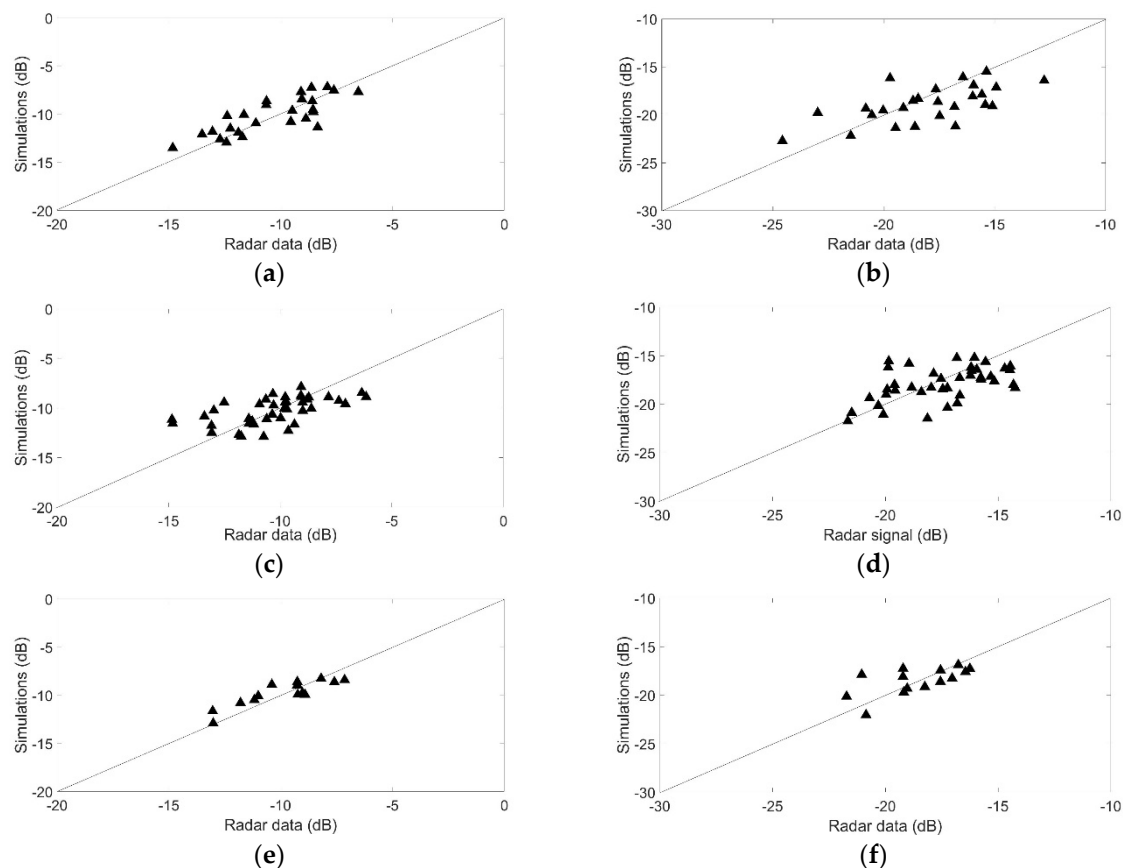 0
-5
-10
-15
-20
Simulations (dB)
-20 -15 -10 -5 0
Radar data (dB)
(a)
-10
-15
-20
-25
-30
Simulations (dB)
-30 -25 -20 -15 -10
Radar data (dB)
(b)
0
-5
-10
-15
-20
Simulations (dB)
-20 -15 -10 -5 0
Radar data (dB)
(c)
-10
-15
-20
-25
-30
Simulations (dB)
-30 -25 -20 -15 -10
Radar signal (dB)
(d)
0
-5
-10
-15
-20
Simulations (dB)
-20 -15 -10 -5 0
Radar data (dB)
(e)
-10
-15
-20
-25
-30
Simulations (dB)
-30 -25 -20 -15 -10
Radar data (dB)
(f)